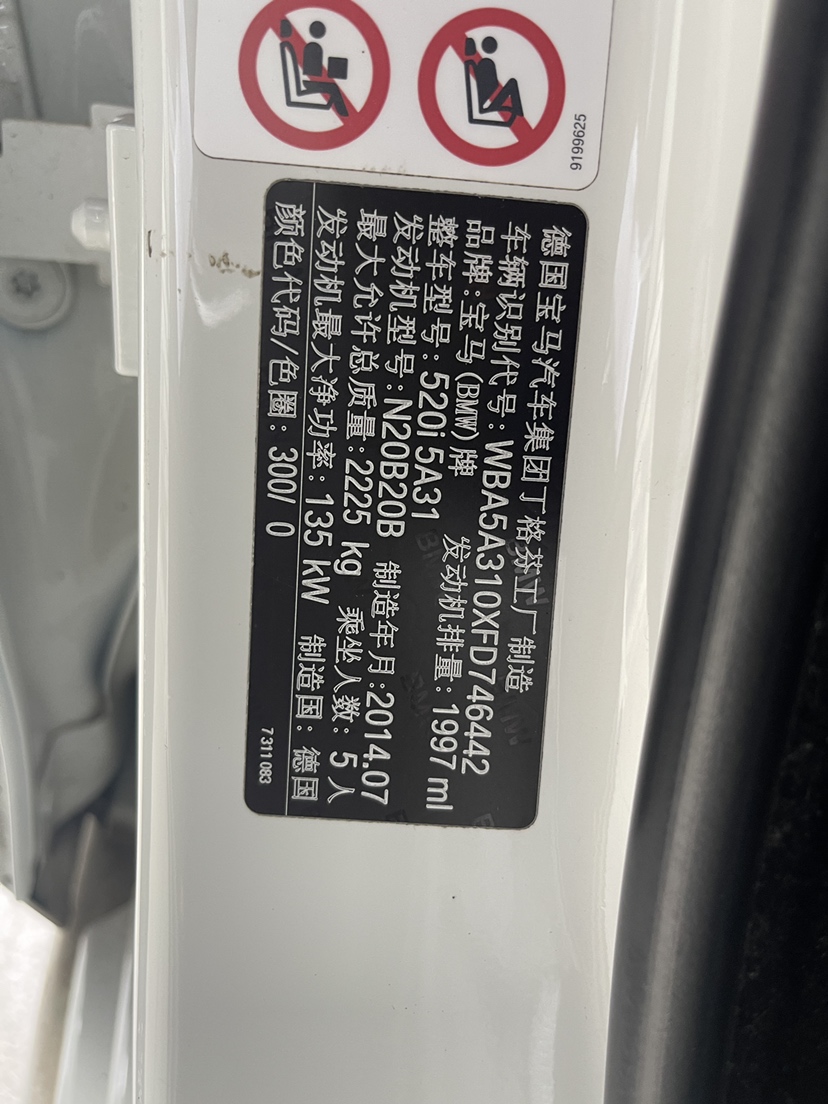 9199625
德国宝马汽车集团丁格芬工厂制造
车辆识别代号:WBA5A310XFD746442
品牌:宝马(BMW)牌 发动机排量:1997 ml
整车型号:520i 5A31
发动机型号:N20B20B 制造年月:2014.07
最大允许总质量:2225 kg 乘坐人数:5人
发动机最大净功率:135 kW 制造国:德国
颜色代码/色圈:300/ 0
7 311 083